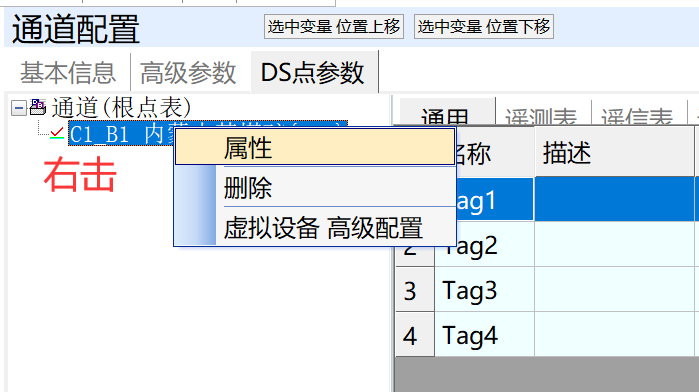 通道配置
选中变量 位置上移
选中变量 位置下移
基本信息
高级参数
DS点参数
通道(根点表)
C1_B1
右击
属性
删除
虚拟设备 高级配置
通用
遥测表
遥信表
名称
描述
Tag1
2
Tag2
3
Tag3
4
Tag4